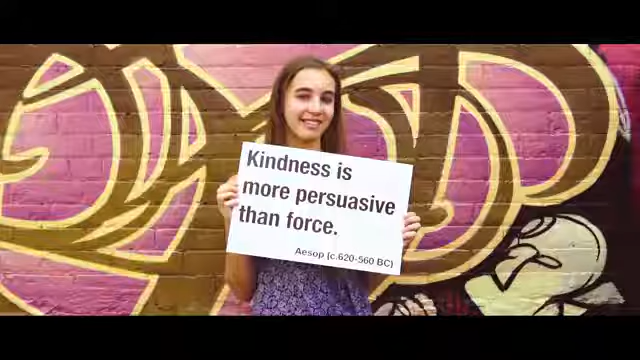 Kindness is
more persuasive
than force.
Aesop (c.620-560 BC)